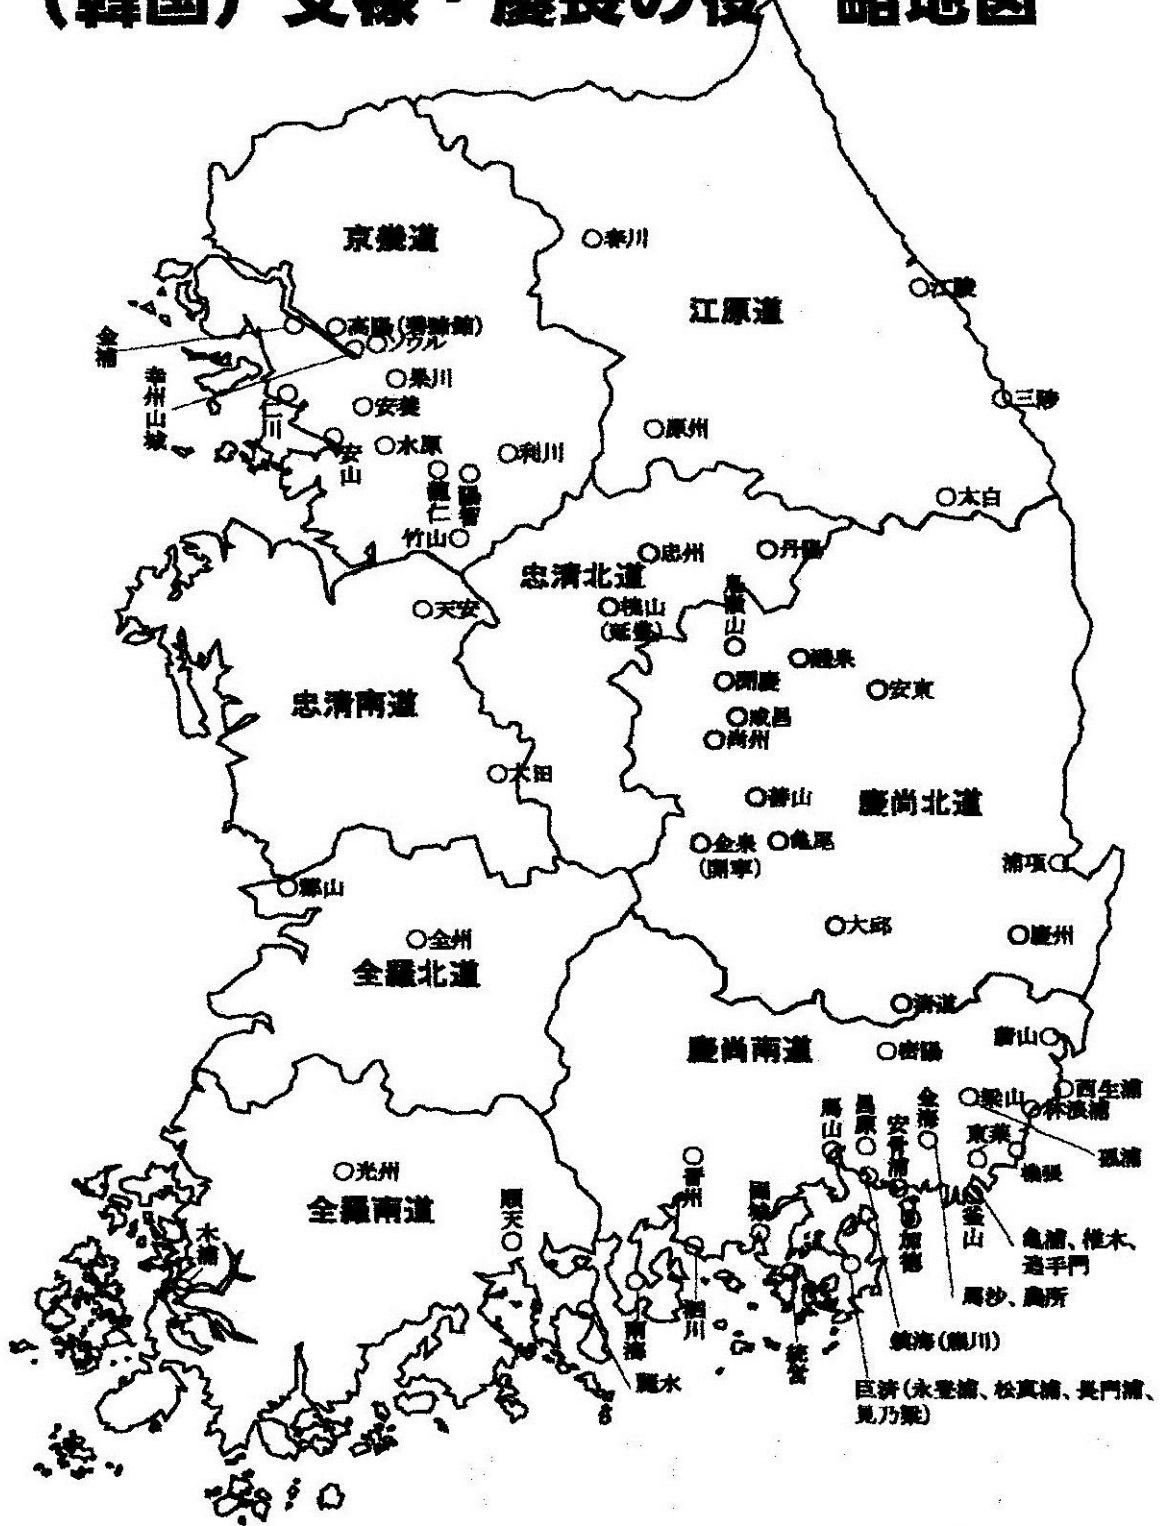 (韓国)文禄・慶長の役 略地図
京畿道
春川
江陵
江原道
金浦
高陽(碧蹄館)
ソウル
幸州山城
果川
安養
仁川
安山
水原
利川
三陟
原州
龍仁
陽智
竹山
太白
忠清北道
忠州
丹陽
天安
槐山
(延豊)
鳥嶺山
醴泉
聞慶
安東
咸昌
尚州
忠清南道
大田
善山
慶尚北道
金泉
(開寧)
亀尾
浦項
郡山
大邱
慶州
全州
全羅北道
清道
慶尚南道
密陽
蔚山
西生浦
林浪浦
梁山
孤浦
金海
昌原
馬山
安骨浦
東莱
機張
光州
全羅南道
順天
晋州
固城
木浦
加徳
釜山
亀浦、椎木、
追手門
馬沙、農所
南海
泗川
統営
鎮海(熊川)
麗水
巨済(永登浦、松真浦、長門浦、
見乃梁)